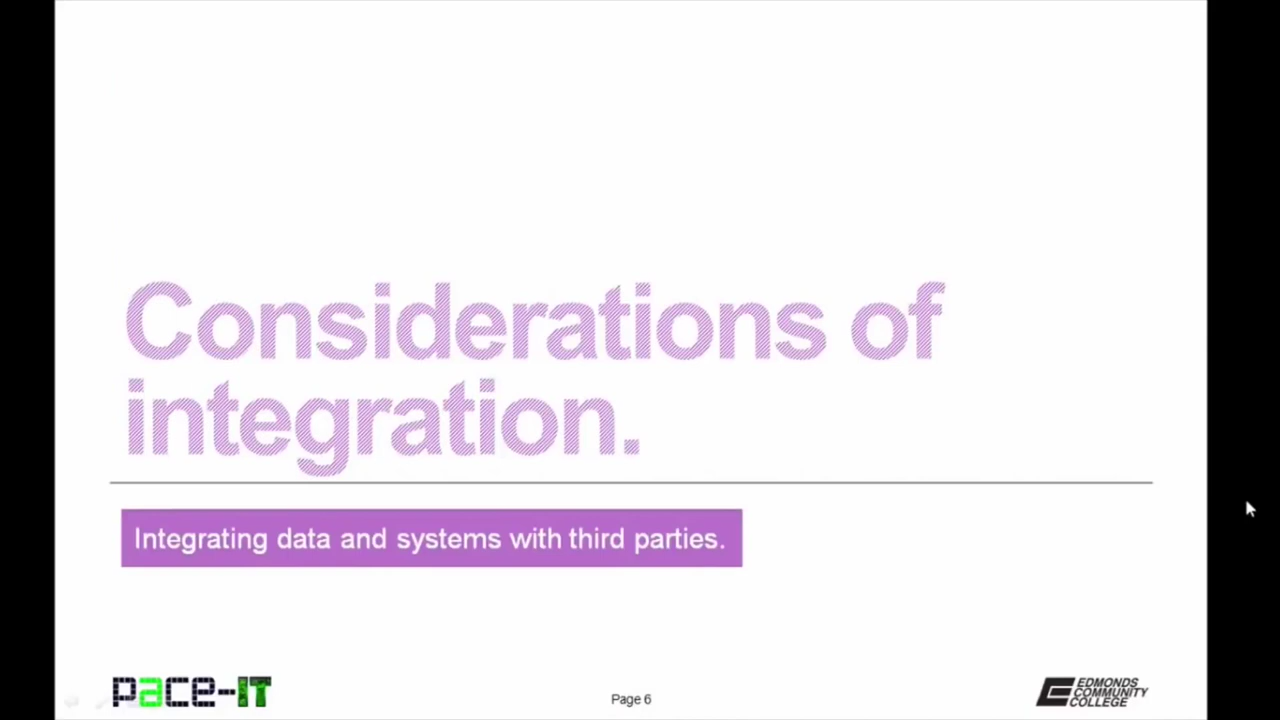 Considerations of
integration.
Integrating data and systems with third parties.
pace-IT
Page 6
EDMONDS
COMMUNITY
COLLEGE